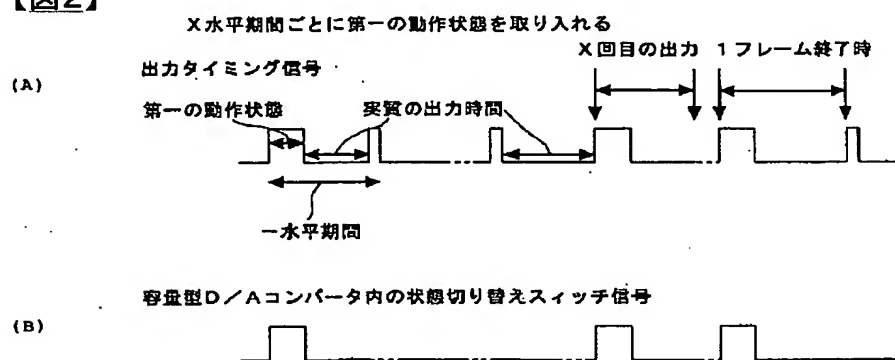 【図2】
X水平期間ごとに第一の動作状態を取り入れる
X回目の出力 1フレーム終了時
(A)
出力タイミング信号
第一の動作状態 実質の出力時間
一水平期間
容量型D/Aコンバータ内の状態切り替えスィッチ信号
(B)